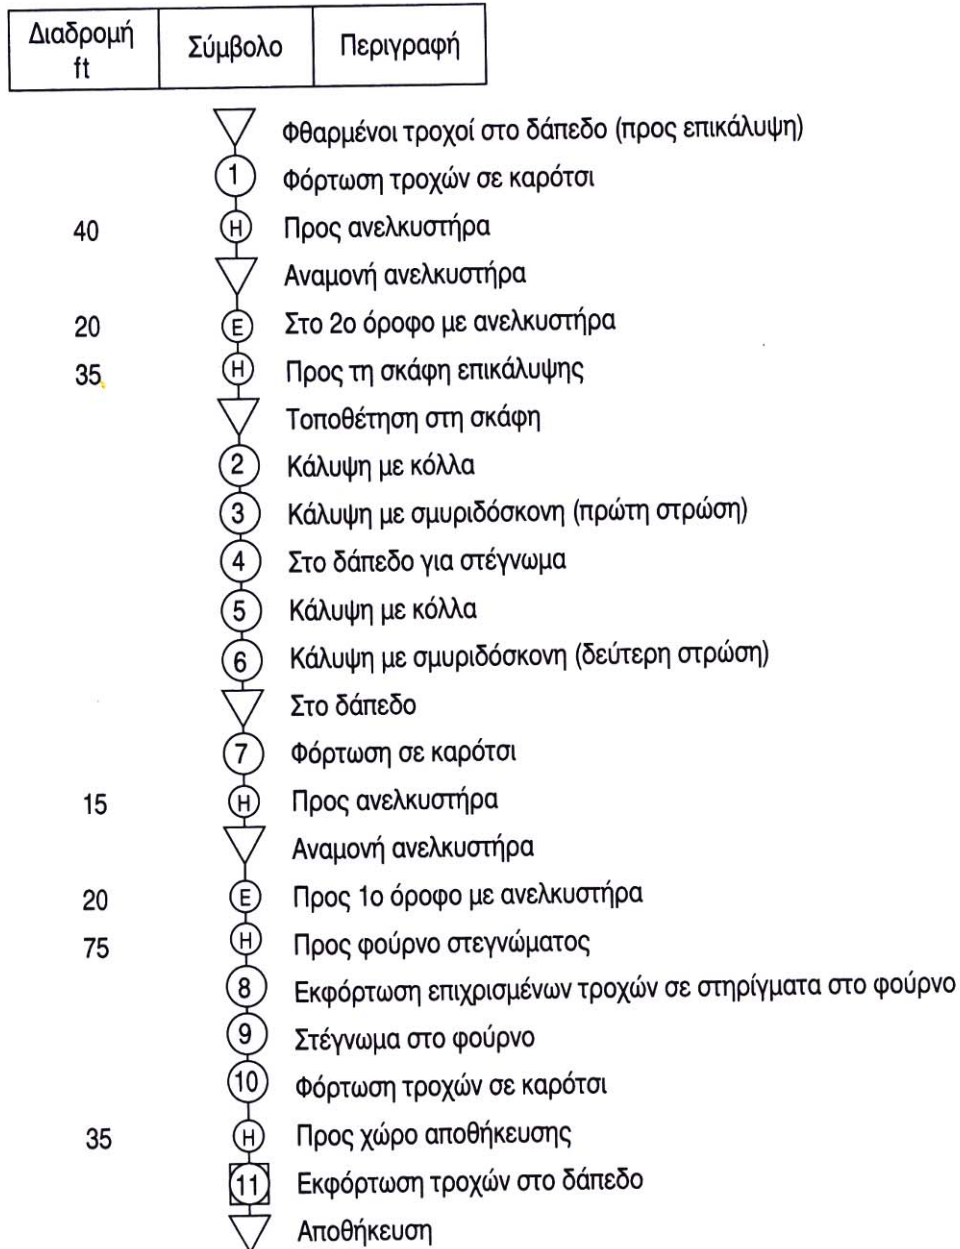 Διαδρομή ft Σύμβολο Περιγραφή
Φθαρμένοι τροχοί στο δάπεδο (προς επικάλυψη)
1 Φόρτωση τροχών σε καρότσι
40 H Προς ανελκυστήρα
Αναμονή ανελκυστήρα
20 E Στο 2ο όροφο με ανελκυστήρα
35 H Προς τη σκάφη επικάλυψης
Τοποθέτηση στη σκάφη
2 Κάλυψη με κόλλα
3 Κάλυψη με σμυριδόσκονη (πρώτη στρώση)
4 Στο δάπεδο για στέγνωμα
5 Κάλυψη με κόλλα
6 Κάλυψη με σμυριδόσκονη (δεύτερη στρώση)
Στο δάπεδο
7 Φόρτωση σε καρότσι
15 H Προς ανελκυστήρα
Αναμονή ανελκυστήρα
20 E Προς 1ο όροφο με ανελκυστήρα
75 H Προς φούρνο στεγνώματος
8 Εκφόρτωση επιχρισμένων τροχών σε στηρίγματα στο φούρνο
9 Στέγνωμα στο φούρνο
10 Φόρτωση τροχών σε καρότσι
35 H Προς χώρο αποθήκευσης
11 Εκφόρτωση τροχών στο δάπεδο
Αποθήκευση